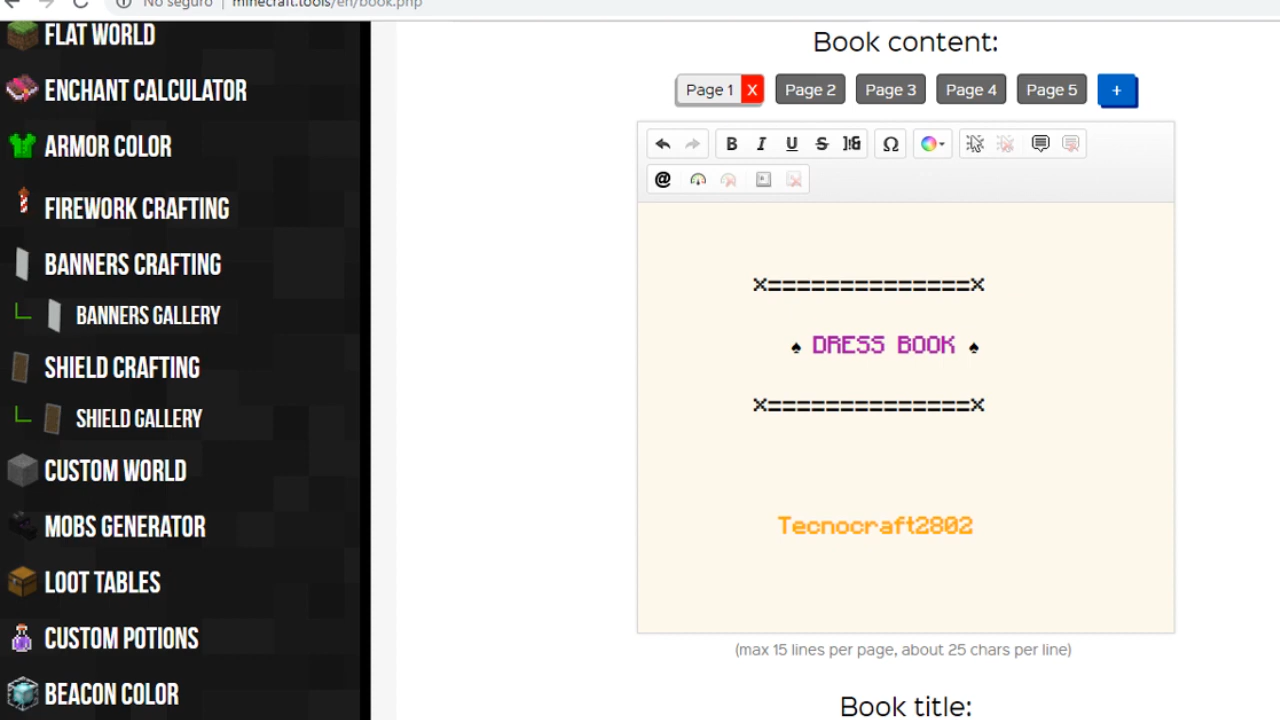 No seguro | minecraft.tools/en/book.php
FLAT WORLD
ENCHANT CALCULATOR
ARMOR COLOR
FIREWORK CRAFTING
BANNERS CRAFTING
BANNERS GALLERY
SHIELD CRAFTING
SHIELD GALLERY
CUSTOM WORLD
MOBS GENERATOR
LOOT TABLES
CUSTOM POTIONS
BEACON COLOR
Book content:
Page 1 X Page 2 Page 3 Page 4 Page 5 +
B I U S ]!& Ω
@
X==============X
♠ DRESS BOOK ♠
X==============X
Tecnocraft2802
(max 15 lines per page, about 25 chars per line)
Book title: